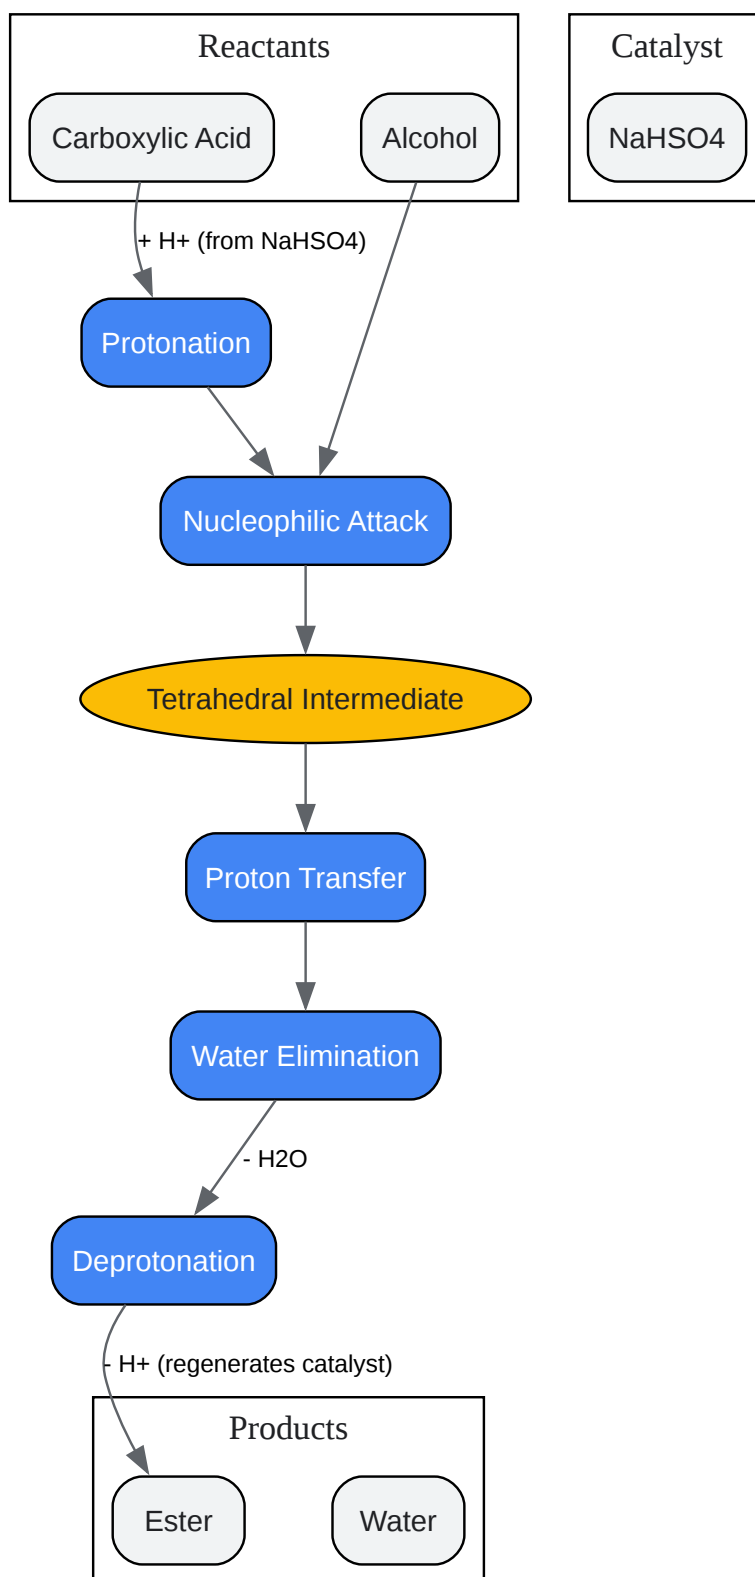 Reactants
Catalyst
Carboxylic Acid
Alcohol
NaHSO4
+ H+ (from NaHSO4)
Protonation
Nucleophilic Attack
Tetrahedral Intermediate
Proton Transfer
Water Elimination
- H2O
Deprotonation
- H+ (regenerates catalyst)
Products
Ester
Water